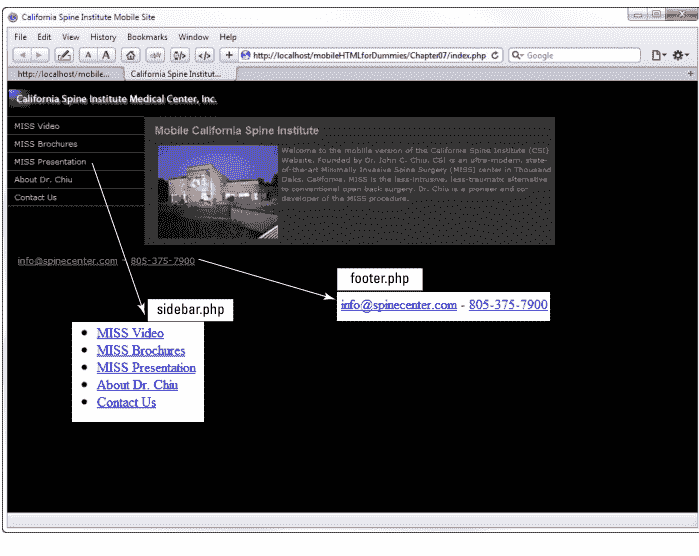 California Spine Institute Mobile Site
File Edit View History Bookmarks Window Help
A A + http://localhost/mobileHTMLforDummies/Chapter07/index.php Google
http://localhost/mobile... California Spine Institut... +
California Spine Institute Medical Center, Inc.
MISS Video
MISS Brochures
MISS Presentation
About Dr. Chiu
Contact Us
Mobile California Spine Institute
Welcome to the mobile version of the California Spine Institute (CSI)
Website. Founded by Dr. John C. Chiu, CSI is an ultra-modern, state-
of-the-art Minimally Invasive Spine Surgery (MISS) center in Thousand
Oaks, California. MISS is the less-intrusive, less-traumatic alternative
to conventional open back surgery. Dr. Chiu is a pioneer and co-
developer of the MISS procedure.
info@spinecenter.com - 805-375-7900
footer.php
info@spinecenter.com - 805-375-7900
sidebar.php
• MISS Video
• MISS Brochures
• MISS Presentation
• About Dr. Chiu
• Contact Us